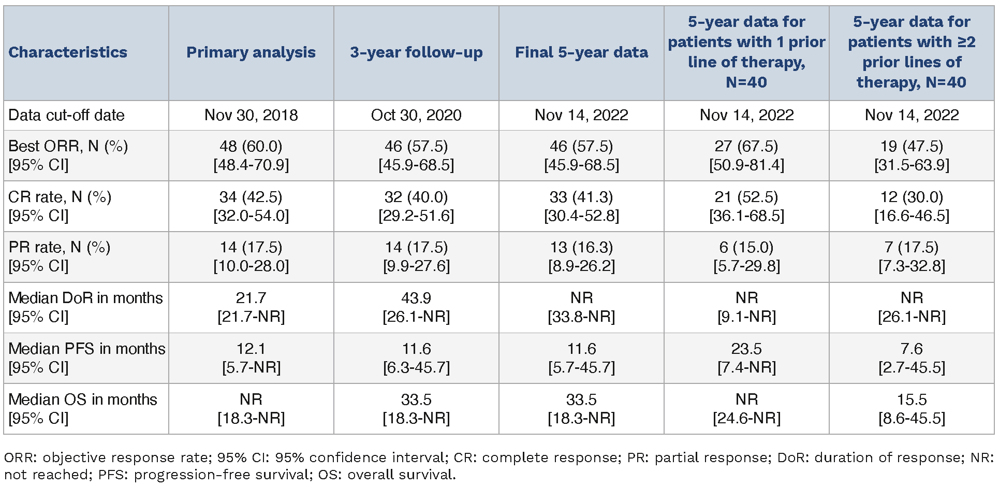 Characteristics
Primary analysis
3-year follow-up
Final 5-year data
5-year data for
patients with 1 prior
line of therapy,
N=40
5-year data for
patients with ≥2
prior lines of
therapy, N=40
Data cut-off date
Nov 30, 2018
Oct 30, 2020
Nov 14, 2022
Nov 14, 2022
Nov 14, 2022
Best ORR, N (%)
[95% CI]
48 (60.0)
[48.4-70.9]
46 (57.5)
[45.9-68.5]
46 (57.5)
[45.9-68.5]
27 (67.5)
[50.9-81.4]
19 (47.5)
[31.5-63.9]
CR rate, N (%)
[95% CI]
34 (42.5)
[32.0-54.0]
32 (40.0)
[29.2-51.6]
33 (41.3)
[30.4-52.8]
21 (52.5)
[36.1-68.5]
12 (30.0)
[16.6-46.5]
PR rate, N (%)
[95% CI]
14 (17.5)
[10.0-28.0]
14 (17.5)
[9.9-27.6]
13 (16.3)
[8.9-26.2]
6 (15.0)
[5.7-29.8]
7 (17.5)
[7.3-32.8]
Median DoR in months
[95% CI]
21.7
[21.7-NR]
43.9
[26.1-NR]
NR
[33.8-NR]
NR
[9.1-NR]
NR
[26.1-NR]
Median PFS in months
[95% CI]
12.1
[5.7-NR]
11.6
[6.3-45.7]
11.6
[5.7-45.7]
23.5
[7.4-NR]
7.6
[2.7-45.5]
Median OS in months
[95% CI]
NR
[18.3-NR]
33.5
[18.3-NR]
33.5
[18.3-NR]
NR
[24.6-NR]
15.5
[8.6-45.5]
ORR: objective response rate; 95% CI: 95% confidence interval; CR: complete response; PR: partial response; DoR: duration of response; NR:
not reached; PFS: progression-free survival; OS: overall survival.